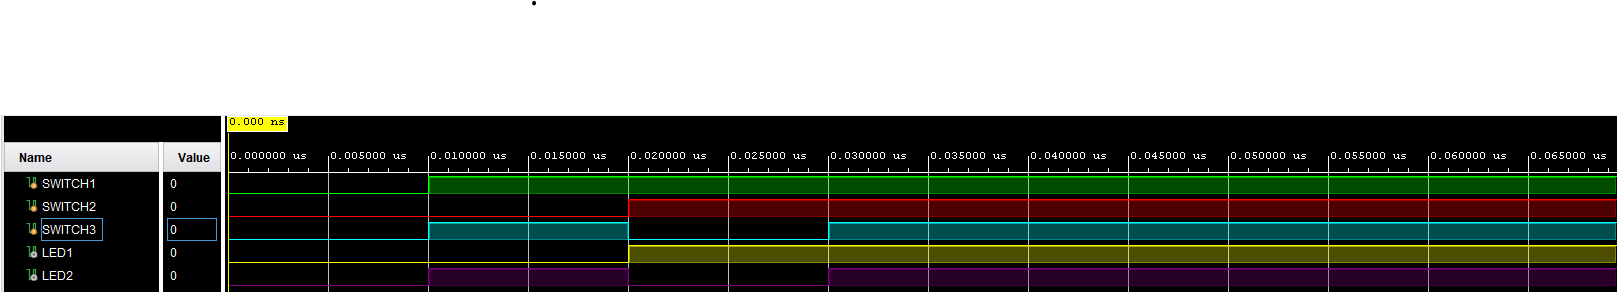 0.000 ns
Name Value
0.000000 us 0.005000 us 0.010000 us 0.015000 us 0.020000 us 0.025000 us 0.030000 us 0.035000 us 0.040000 us 0.045000 us 0.050000 us 0.055000 us 0.060000 us 0.065000 us
SWITCH1 0
SWITCH2 0
SWITCH3 0
LED1 0
LED2 0